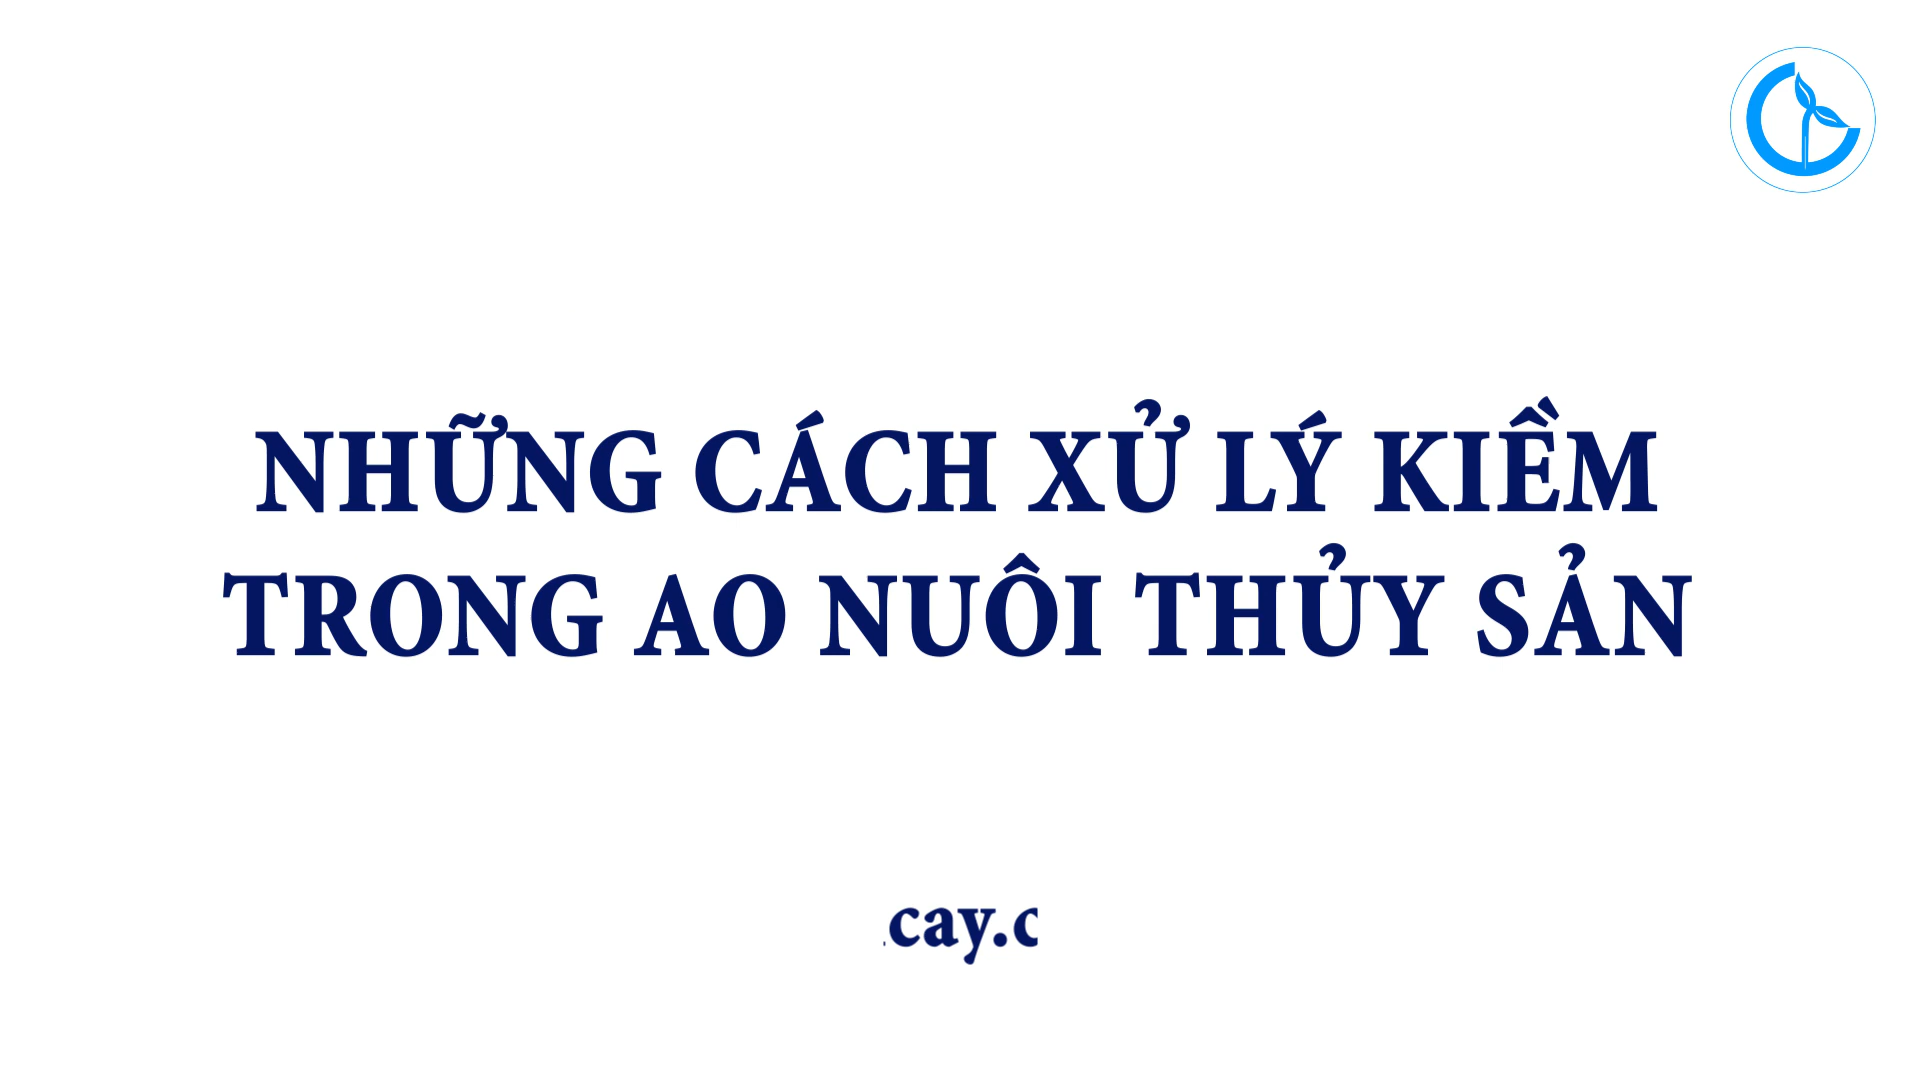 NHỮNG CÁCH XỬ LÝ KIỀM
TRONG AO NUÔI THỦY SẢN
cay.c